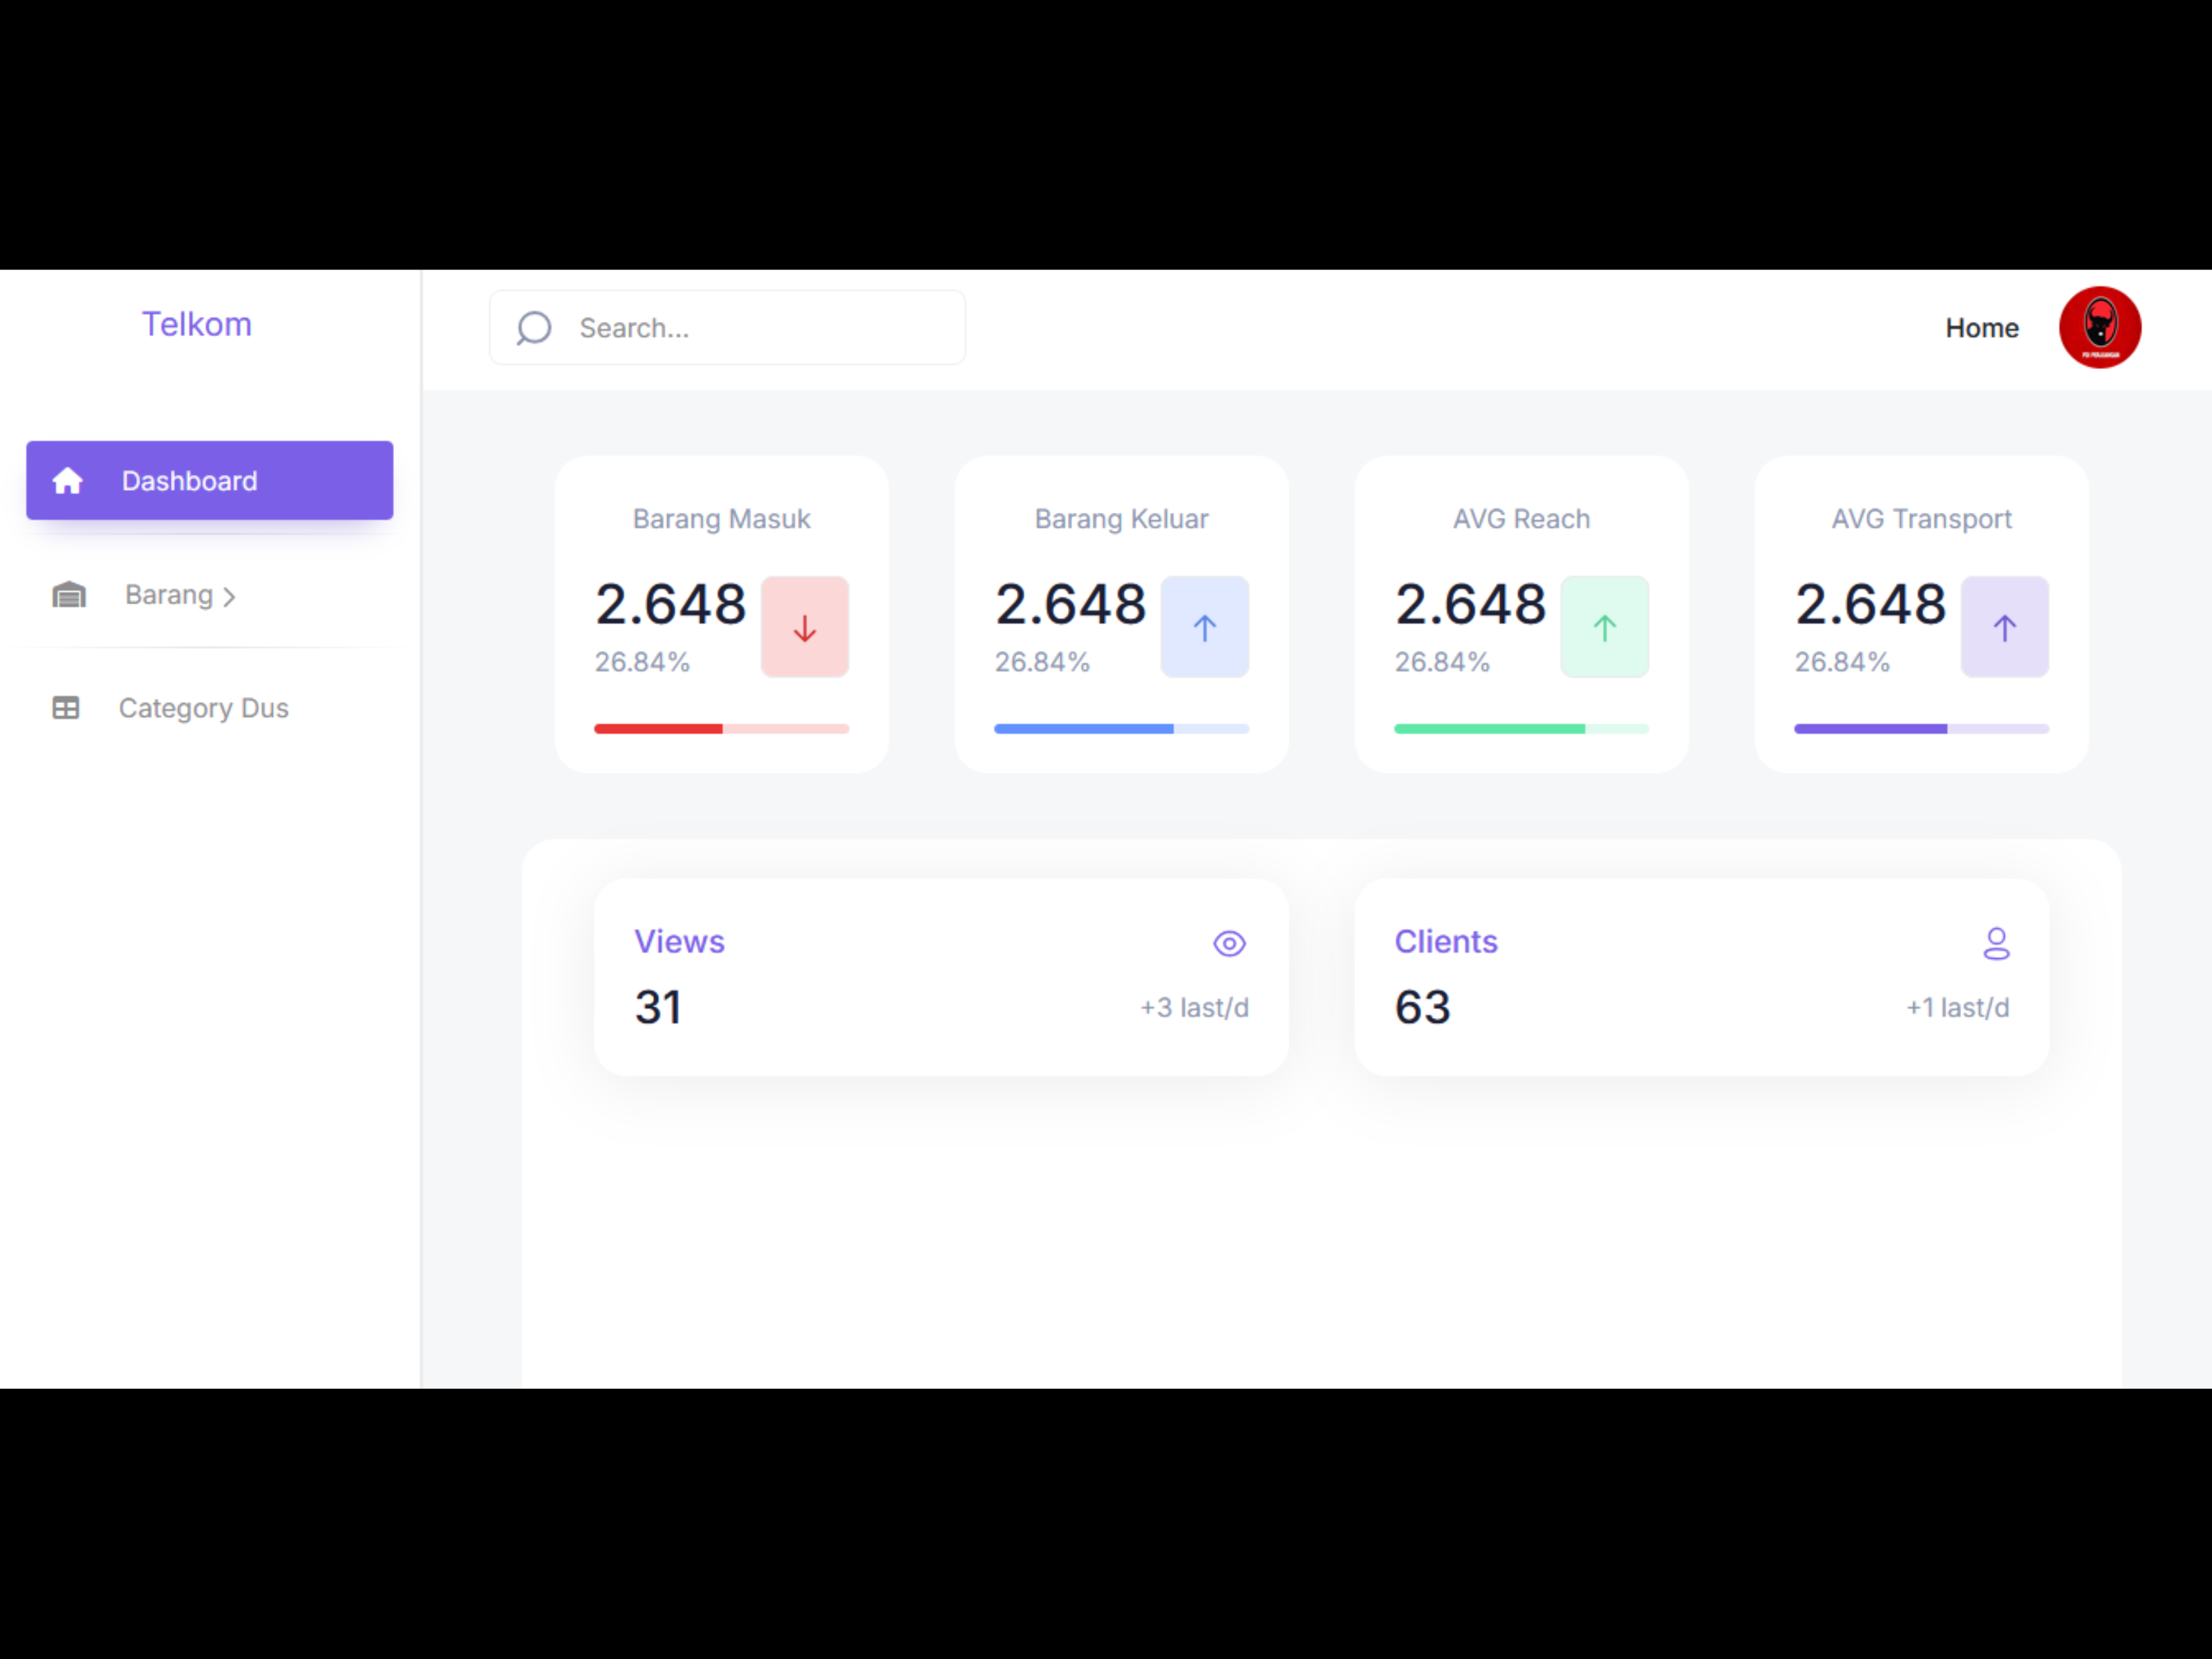 Telkom
Search...
Home
PDI PERJUANGAN
Dashboard
Barang
Category Dus
Barang Masuk
2.648
26.84%
Barang Keluar
2.648
26.84%
AVG Reach
2.648
26.84%
AVG Transport
2.648
26.84%
Views
31
+3 last/d
Clients
63
+1 last/d